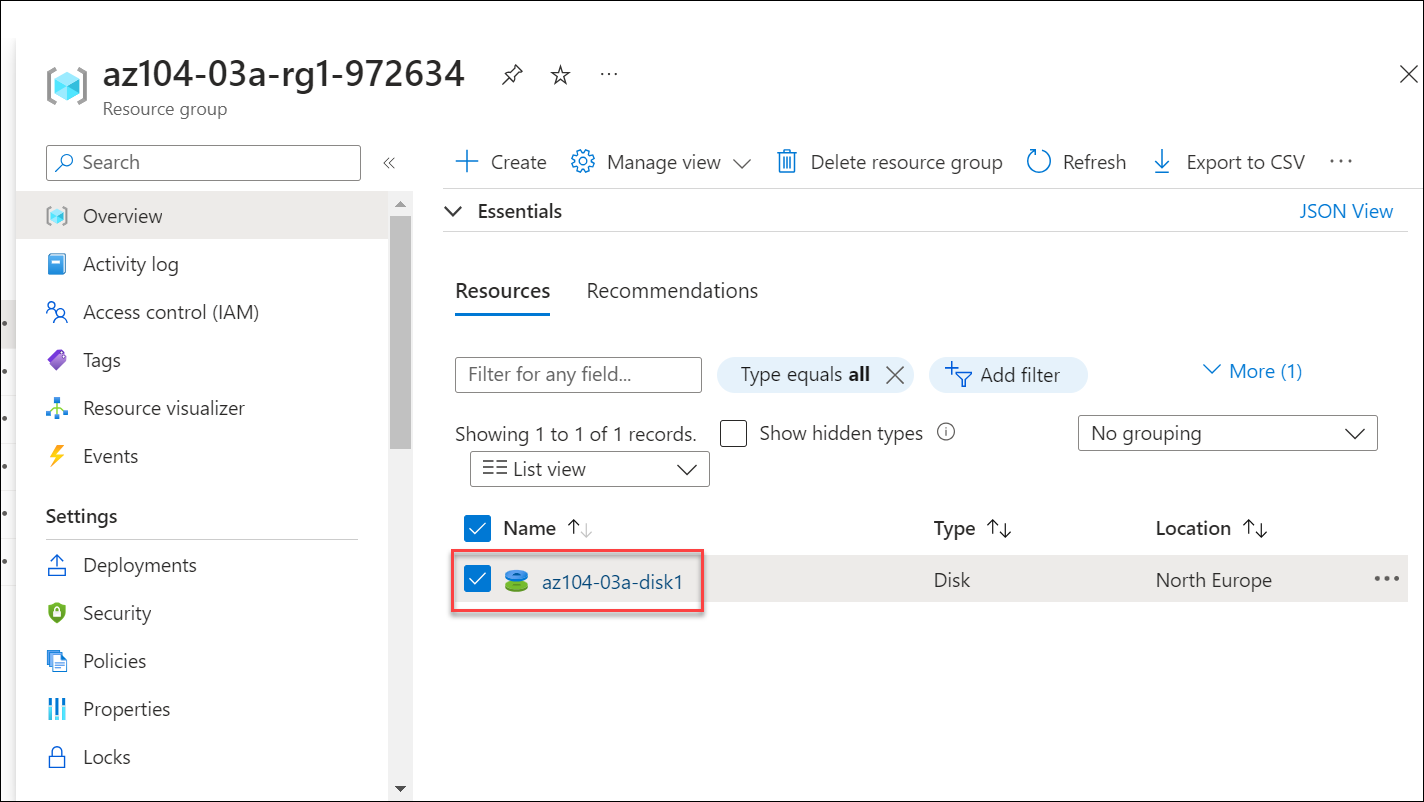 az104-03a-rg1-972634
Resource group
Search
Create
Manage view
Delete resource group
Refresh
Export to CSV
Overview
Activity log
Access control (IAM)
Tags
Resource visualizer
Events
Settings
Deployments
Security
Policies
Properties
Locks
Essentials
JSON View
Resources
Recommendations
Filter for any field...
Type equals all
Add filter
More (1)
Showing 1 to 1 of 1 records.
Show hidden types
No grouping
List view
Name
Type
Location
az104-03a-disk1
Disk
North Europe